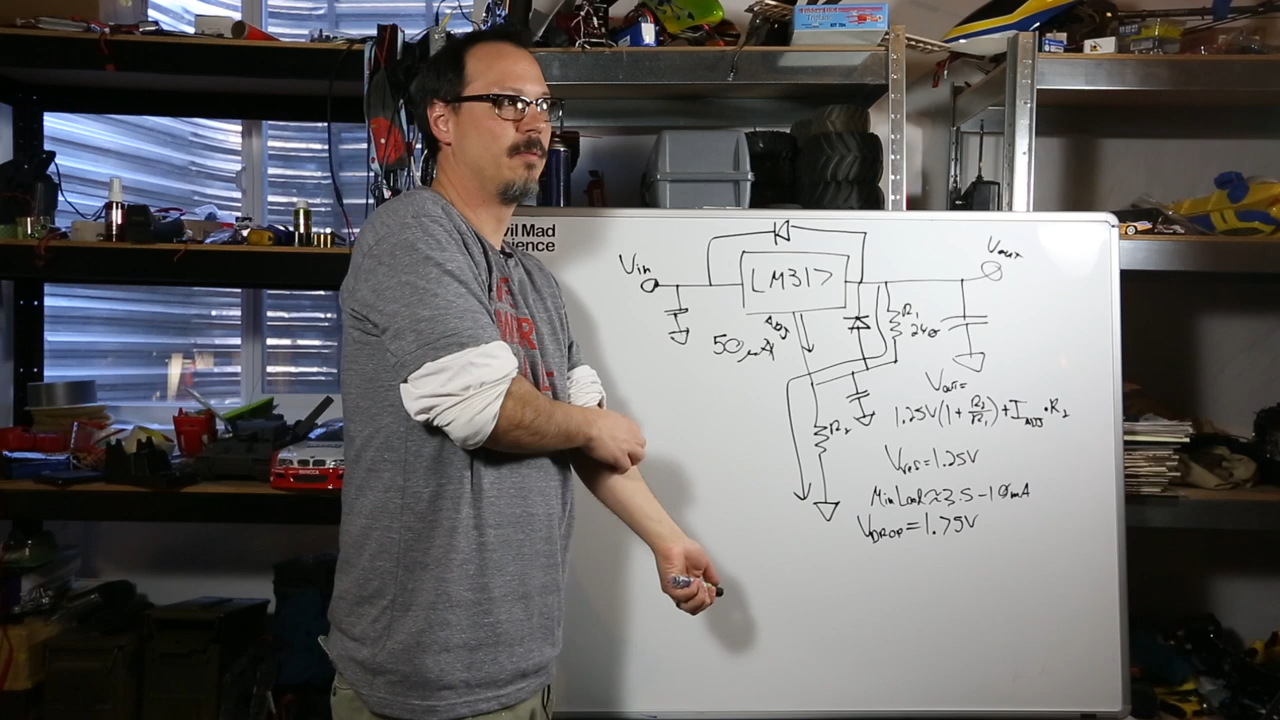 vil Mad
ience
Vin
LM317
Vout
Adj
50µA
R1
240
R2
Vout=
1.25V(1+R2/R1)+IADJ·R2
Vref=1.25V
Min Load≈3.5-10mA
VDROP=1.75V